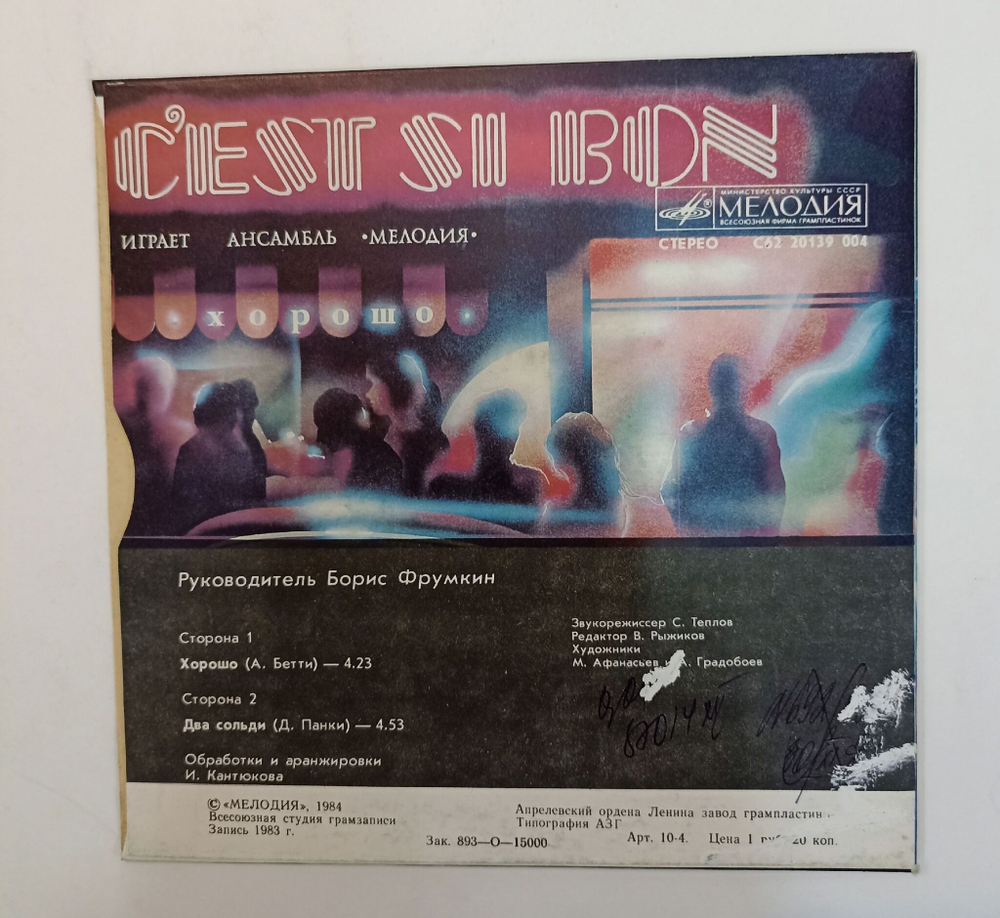 C'EST SI BON
МИНИСТЕРСТВО КУЛЬТУРЫ СССР
МЕЛОДИЯ
ВСЕСОЮЗНАЯ ФИРМА ГРАМПЛАСТИНОК
ИГРАЕТ АНСАМБЛЬ •МЕЛОДИЯ•
СТЕРЕО С62 20139 004
• хорошо •
Руководитель Борис Фрумкин
Сторона 1
Хорошо (А. Бетти) — 4.23
Сторона 2
Два сольди (Д. Панки) — 4.53
Обработки и аранжировки
И. Кантюкова
Звукорежиссер С. Теплов
Редактор В. Рыжиков
Художники
М. Афанасьев и А. Градобоев
© «МЕЛОДИЯ», 1984
Всесоюзная студия грамзаписи
Запись 1983 г.
Апрелевский ордена Ленина завод грампластин
Типография АЗГ
Зак. 893—О—15000 Арт. 10-4. Цена 1 20 коп.